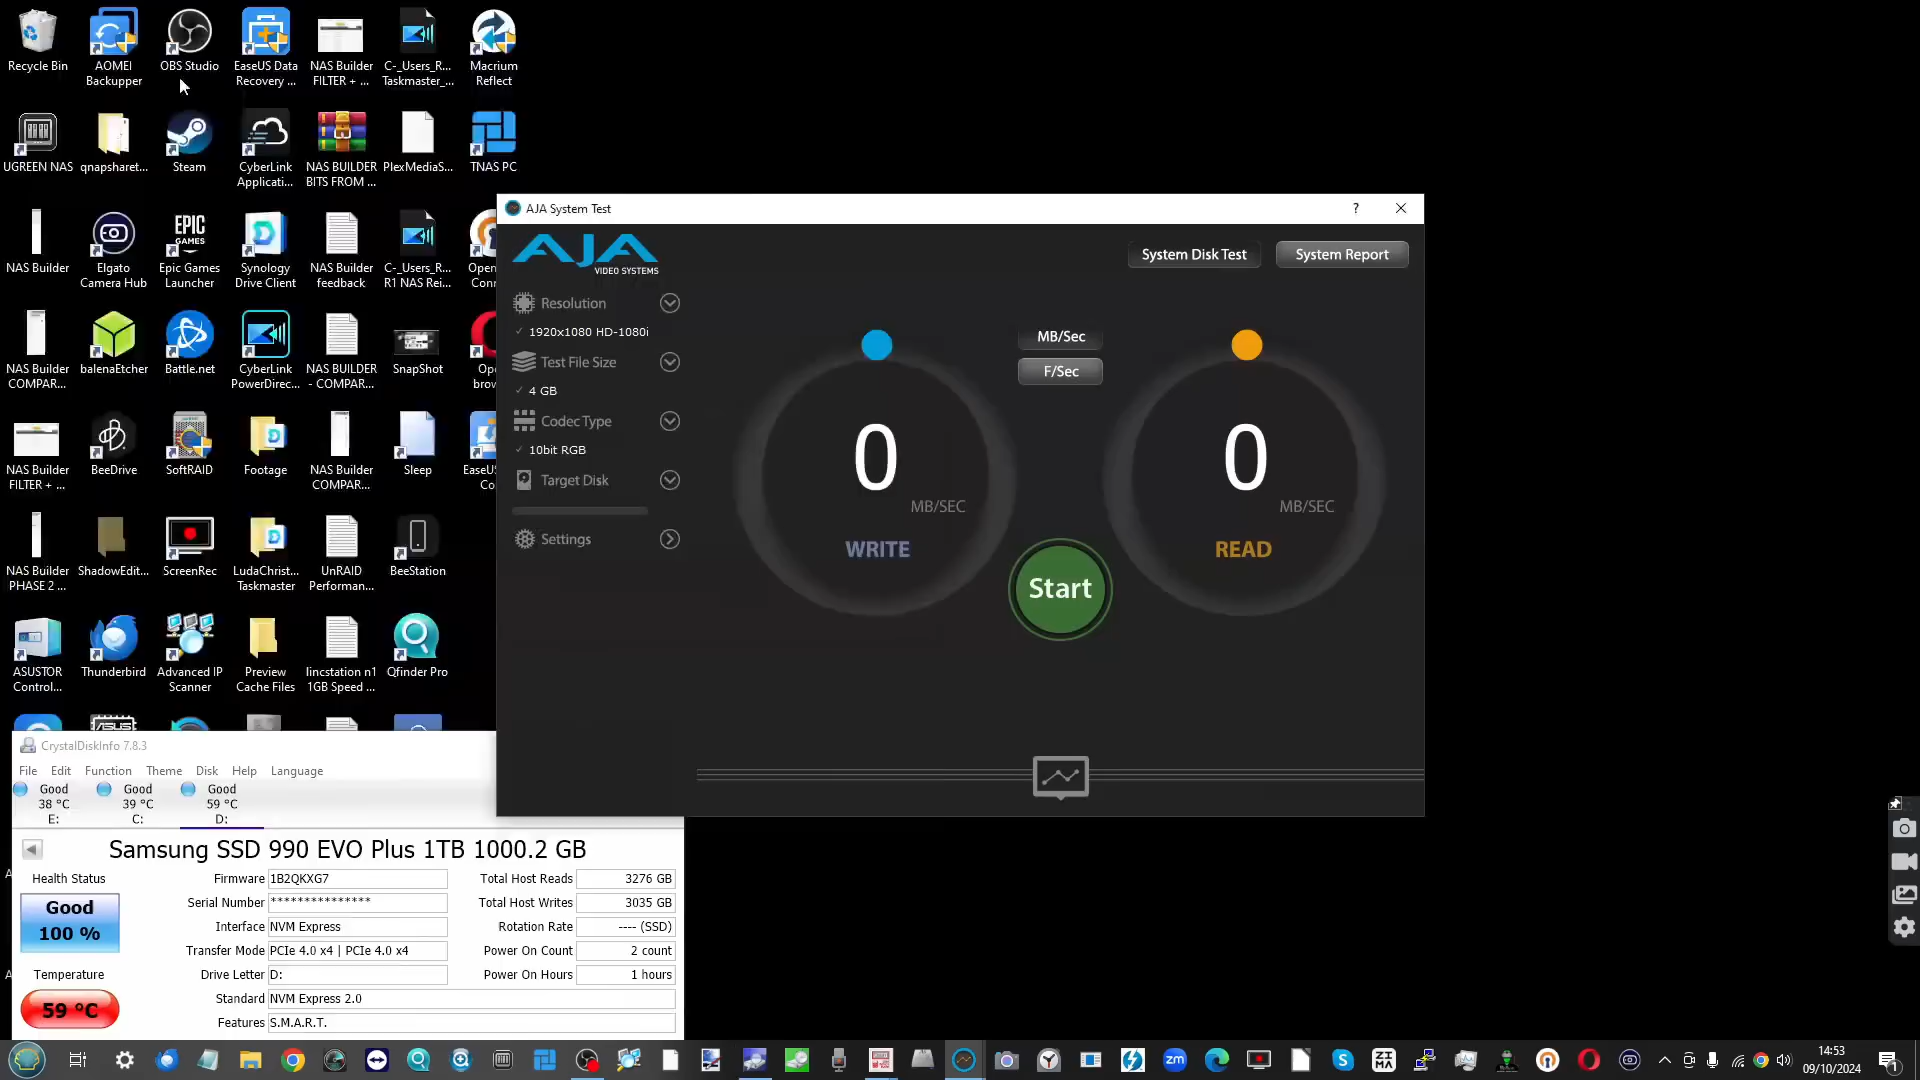 Recycle Bin
AOMEI
Backupper
OBS Studio
EaseUS Data
Recovery ...
NAS Builder
FILTER + ...
C-_Users_R...
Taskmaster_...
Macrium
Reflect
UGREEN NAS
qnapsharet...
Steam
CyberLink
Applicati...
NAS BUILDER
BITS FROM ...
PlexMediaS...
TNAS PC
NAS Builder
Elgato
Camera Hub
EPIC
GAMES
Epic Games
Launcher
Synology
Drive Client
NAS Builder
feedback
C-_Users_R...
R1 NAS Rei...
NAS Builder
COMPAR...
balenaEtcher
Battle.net
CyberLink
PowerDirec...
NAS BUILDER
- COMPAR...
SnapShot
NAS Builder
FILTER + ...
BeeDrive
SoftRAID
Footage
NAS Builder
COMPAR...
Sleep
NAS Builder
PHASE 2 ...
ShadowEdit...
ScreenRec
LudaChrist...
Taskmaster
UnRAID
Performan...
BeeStation
ASUSTOR
Control...
Thunderbird
Advanced IP
Scanner
Preview
Cache Files
lincstation n1
1GB Speed ...
Qfinder Pro
AJA System Test
?
AJA
VIDEO SYSTEMS
System Disk Test
System Report
Resolution
✓ 1920x1080 HD-1080i
Test File Size
✓ 4 GB
Codec Type
✓ 10bit RGB
Target Disk
Settings
MB/Sec
F/Sec
0
MB/SEC
WRITE
0
MB/SEC
READ
Start
CrystalDiskInfo 7.8.3
File Edit Function Theme Disk Help Language
Good Good Good
38 °C 39 °C 59 °C
E: C: D:
Samsung SSD 990 EVO Plus 1TB 1000.2 GB
Health Status
Good
100 %
Temperature
59 °C
Firmware 1B2QKXG7
Serial Number ***************
Interface NVM Express
Transfer Mode PCIe 4.0 x4 | PCIe 4.0 x4
Drive Letter D:
Standard NVM Express 2.0
Features S.M.A.R.T.
Total Host Reads 3276 GB
Total Host Writes 3035 GB
Rotation Rate ---- (SSD)
Power On Count 2 count
Power On Hours 1 hours
zm
ZI
MA
14:53
09/10/2024
1